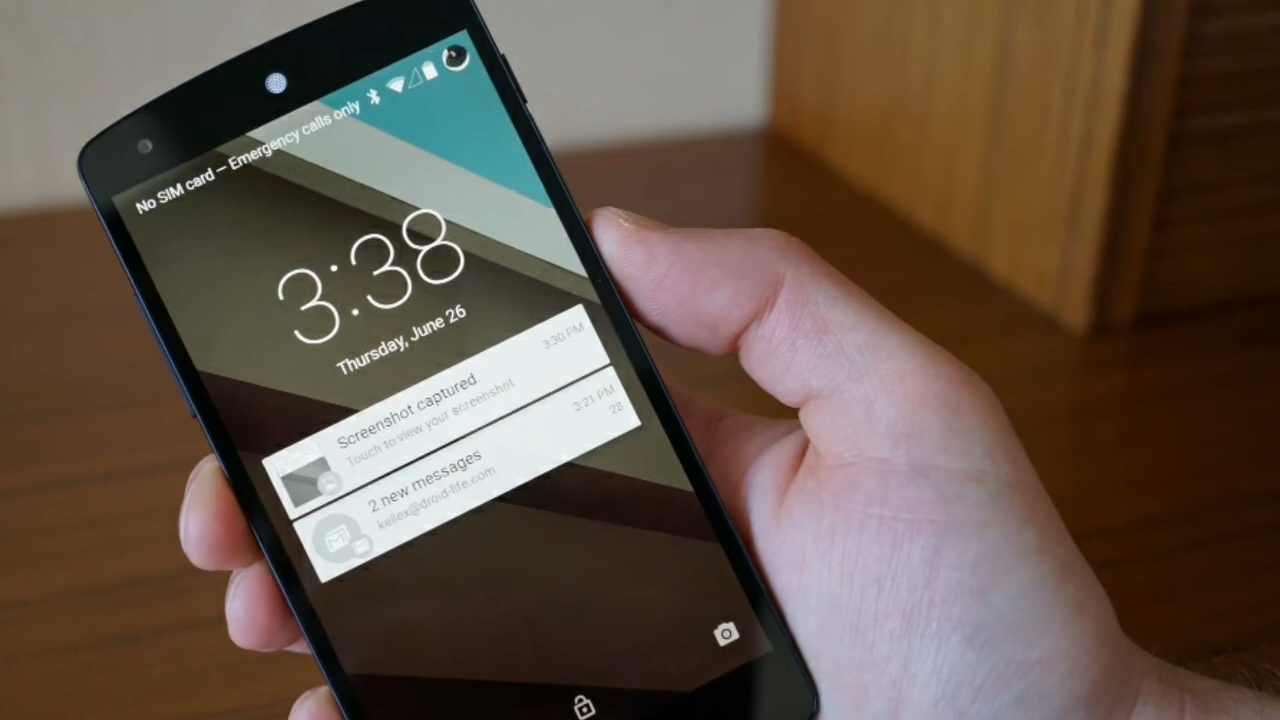 No SIM card — Emergency calls only
3:38
Thursday, June 26
Screenshot captured.
3:30 PM
Touch to view your screenshot
2 new messages
3:21 PM
kellex@droid-life.com
28